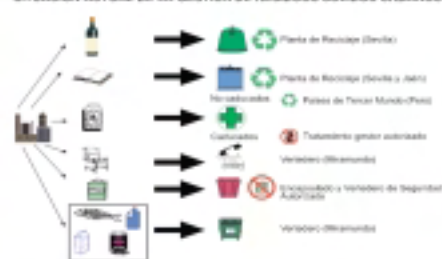 Planta de Reciclaje (Sevilla)
Planta de Reciclaje (Sevilla y Jaén)
No caducados
Países de Tercer Mundo (Perú)
Caducados
Tratamiento gestor autorizado
Vertedero (Miramundo)
Encapsulado y Vertedero de Seguridad
Autorizado
Vertedero (Miramundo)